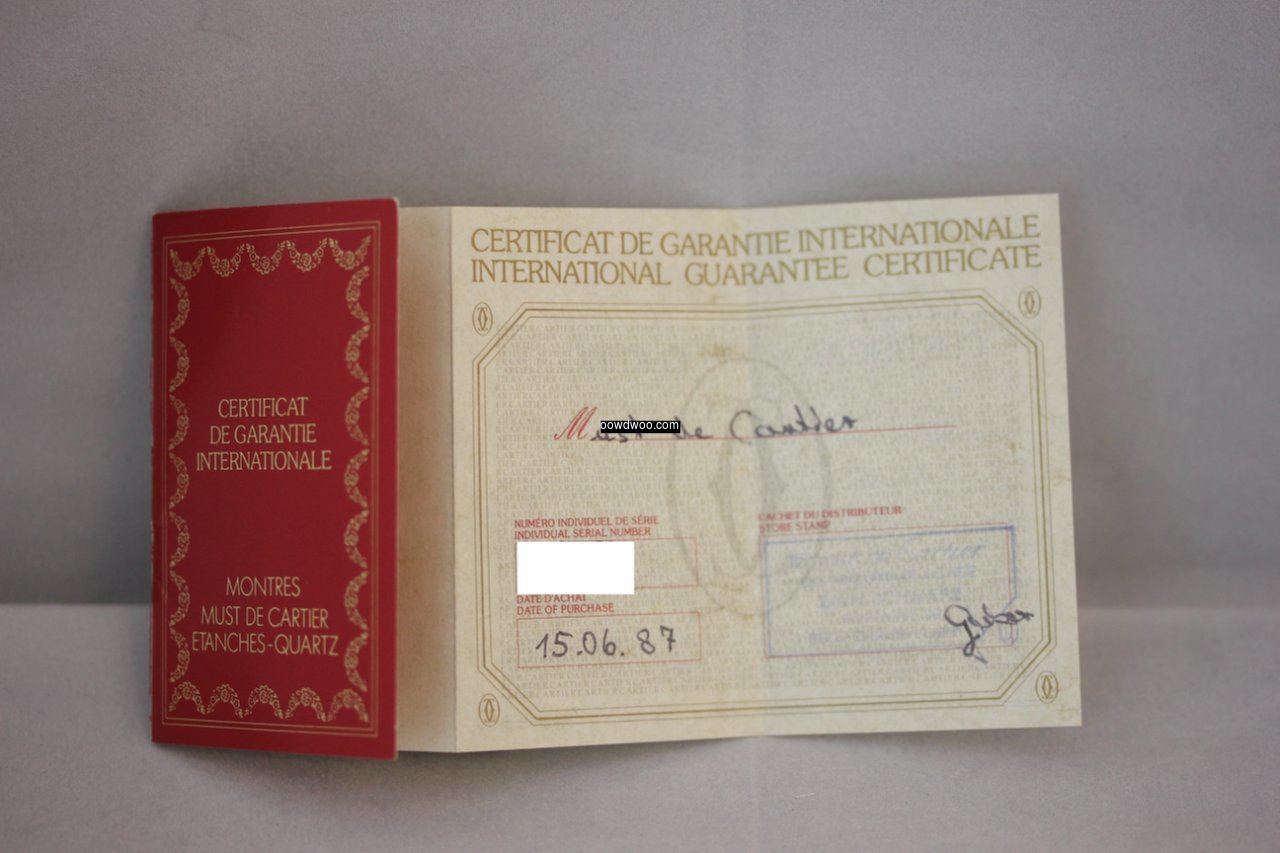 CERTIFICAT
DE GARANTIE
INTERNATIONALE
MONTRES
MUST DE CARTIER
ETANCHES-QUARTZ
CERTIFICAT DE GARANTIE INTERNATIONALE
INTERNATIONAL GUARANTEE CERTIFICATE
Must de Cartier
oowdwoo.com
NUMÉRO INDIVIDUEL DE SÉRIE
INDIVIDUAL SERIAL NUMBER
DATE D'ACHAT
DATE OF PURCHASE
15.06.87
CACHET DU DISTRIBUTEUR
STORE STAMP